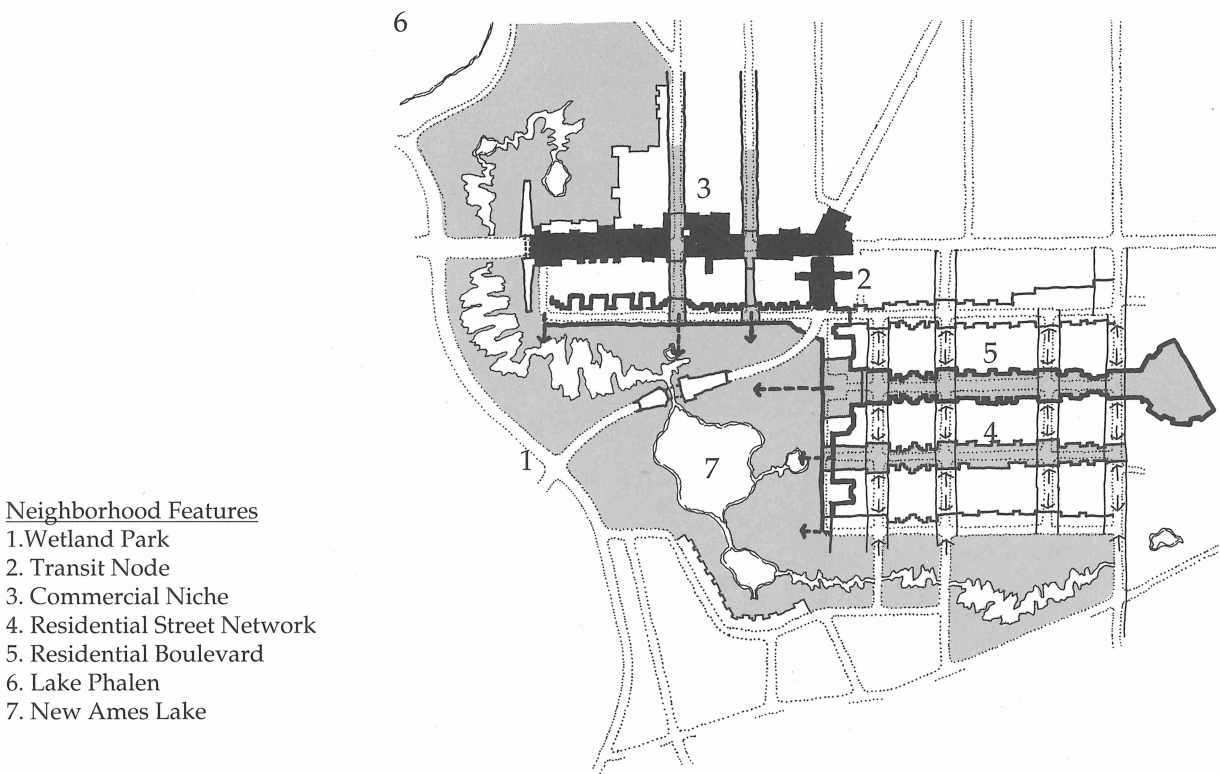 6
3
2
5
4
1
7
Neighborhood Features
1.Wetland Park
2. Transit Node
3. Commercial Niche
4. Residential Street Network
5. Residential Boulevard
6. Lake Phalen
7. New Ames Lake